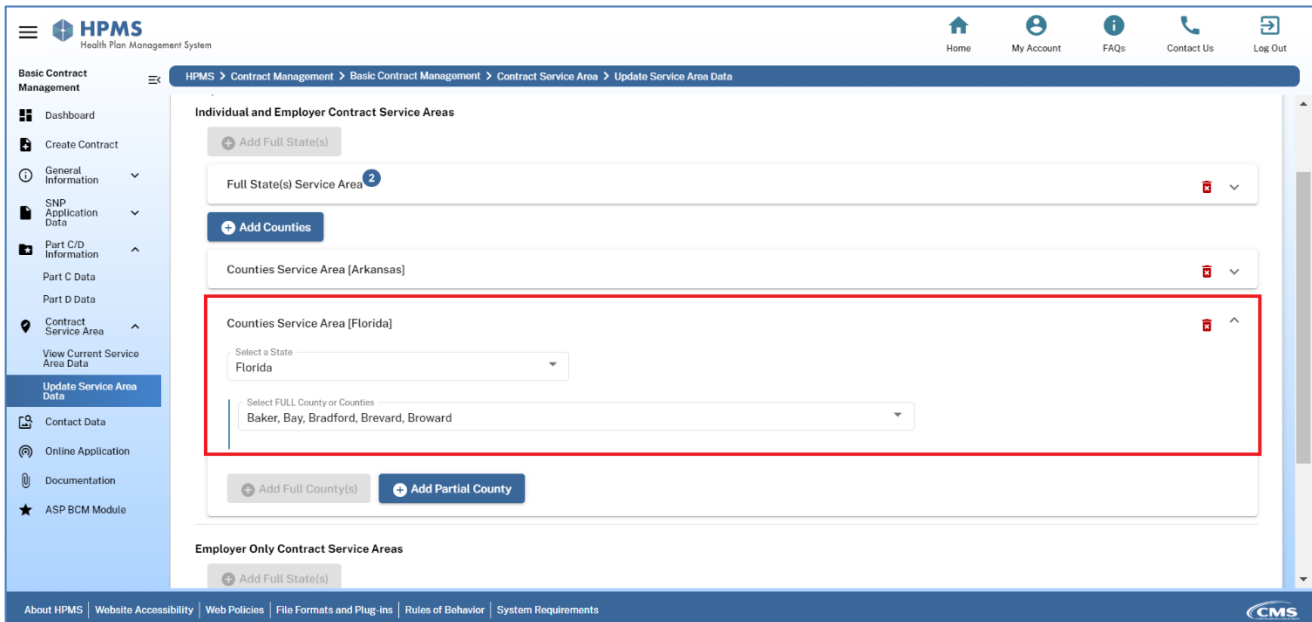 HPMS
Health Plan Management System
Home
My Account
FAQs
Contact Us
Log Out
Basic Contract
Management
HPMS > Contract Management > Basic Contract Management > Contract Service Area > Update Service Area Data
Dashboard
Create Contract
General
Information
SNP
Application
Data
Part C/D
Information
Part C Data
Part D Data
Contract
Service Area
View Current Service
Area Data
Update Service Area
Data
Contact Data
Online Application
Documentation
ASP BCM Module
Individual and Employer Contract Service Areas
Add Full State(s)
Full State(s) Service Area 2
Add Counties
Counties Service Area [Arkansas]
Counties Service Area [Florida]
Select a State
Florida
Select FULL County or Counties
Baker, Bay, Bradford, Brevard, Broward
Add Full County(s)
Add Partial County
Employer Only Contract Service Areas
Add Full State(s)
About HPMS | Website Accessibility | Web Policies | File Formats and Plug-ins | Rules of Behavior | System Requirements
CMS